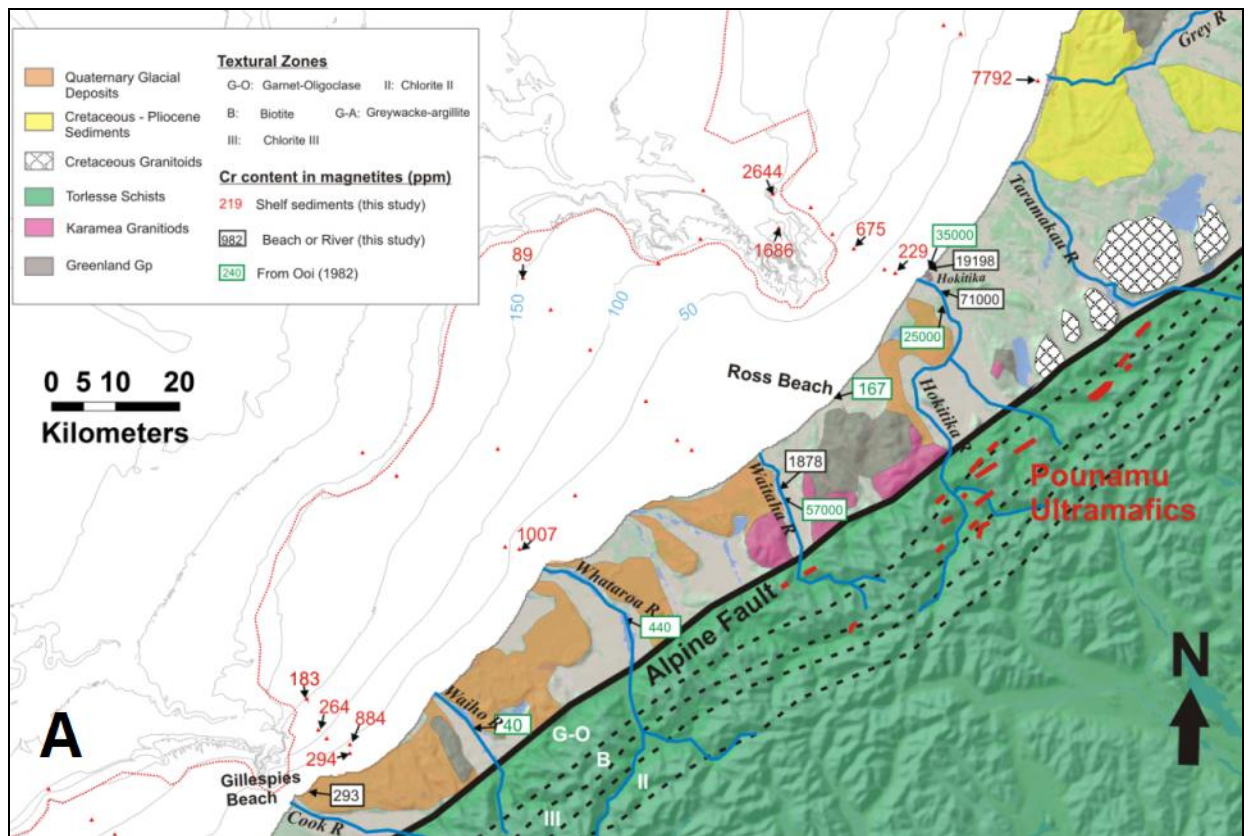 Quaternary Glacial
Deposits
Cretaceous - Pliocene
Sediments
Cretaceous Granitoids
Torlesse Schists
Karamea Granitiods
Greenland Gp
Textural Zones
G-O: Garnet-Oligoclase II: Chlorite II
B: Biotite G-A: Greywacke-argillite
III: Chlorite III
Cr content in magnetites (ppm)
219 Shelf sediments (this study)
982 Beach or River (this study)
240 From Ooi (1982)
Grey R
7792
Taramakau R
2644
1686
675
229
35000
19198
Hokitika
71000
25000
89
150
100
50
0 5 10 20
Kilometers
Ross Beach
167
Hokitika R
1878
Waitaha R
57000
Pounamu
Ultramafics
1007
Whataroa R
440
Alpine Fault
183
264
884
294
Waiho R
40
G-O
B
II
III
N
A
Gillespies
Beach
293
Cook R